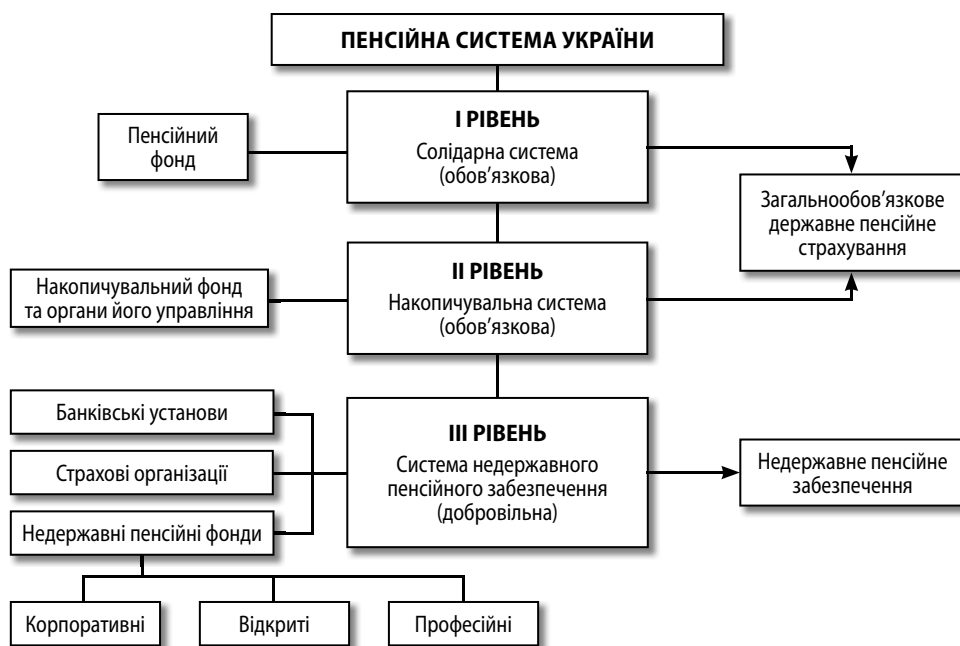 ПЕНСІЙНА СИСТЕМА УКРАЇНИ
І РІВЕНЬ
Солідарна система
(обов’язкова)
Пенсійний
фонд
Загальнообов’язкове
державне пенсійне
страхування
ІІ РІВЕНЬ
Накопичувальна система
(обов’язкова)
Накопичувальний фонд
та органи його управління
ІІІ РІВЕНЬ
Система недержавного
пенсійного забезпечення
(добровільна)
Банківські установи
Страхові організації
Недержавні пенсійні фонди
Недержавне пенсійне
забезпечення
Корпоративні
Відкриті
Професійні